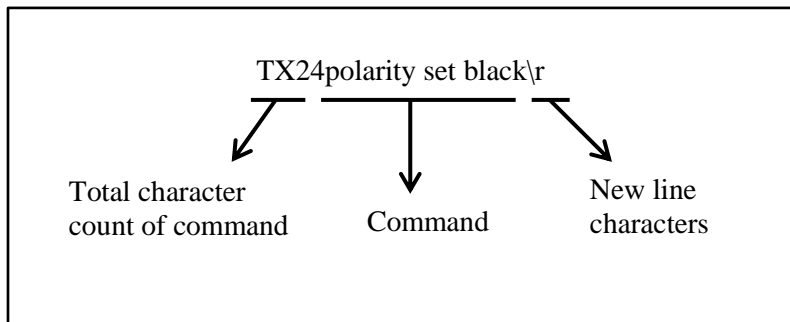 TX24polarity set black\r
Total character
count of command
Command
New line
characters